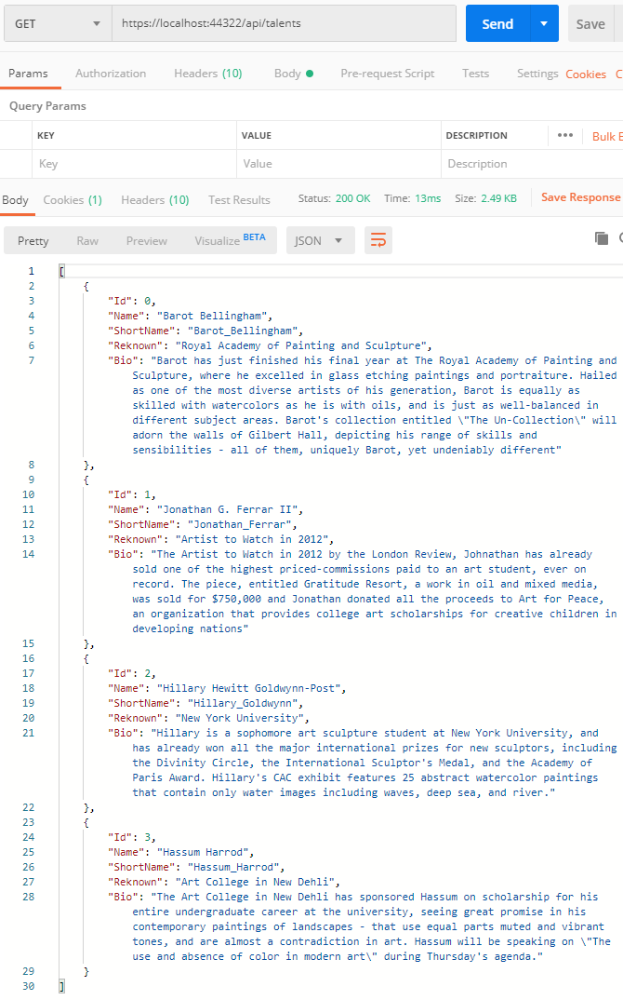 GET https://localhost:44322/api/talents Send Save
Params Authorization Headers (10) Body Pre-request Script Tests Settings Cookies C
Query Params
KEY VALUE DESCRIPTION ••• Bulk E
Key Value Description
Body Cookies (1) Headers (10) Test Results Status: 200 OK Time: 13ms Size: 2.49 KB Save Response
Pretty Raw Preview Visualize BETA JSON
1 [
2 {
3 "Id": 0,
4 "Name": "Barot Bellingham",
5 "ShortName": "Barot_Bellingham",
6 "Reknown": "Royal Academy of Painting and Sculpture",
7 "Bio": "Barot has just finished his final year at The Royal Academy of Painting and
Sculpture, where he excelled in glass etching paintings and portraiture. Hailed
as one of the most diverse artists of his generation, Barot is equally as
skilled with watercolors as he is with oils, and is just as well-balanced in
different subject areas. Barot's collection entitled \"The Un-Collection\" will
adorn the walls of Gilbert Hall, depicting his range of skills and
sensibilities - all of them, uniquely Barot, yet undeniably different"
8 },
9 {
10 "Id": 1,
11 "Name": "Jonathan G. Ferrar II",
12 "ShortName": "Jonathan_Ferrar",
13 "Reknown": "Artist to Watch in 2012",
14 "Bio": "The Artist to Watch in 2012 by the London Review, Johnathan has already
sold one of the highest priced-commissions paid to an art student, ever on
record. The piece, entitled Gratitude Resort, a work in oil and mixed media,
was sold for $750,000 and Jonathan donated all the proceeds to Art for Peace,
an organization that provides college art scholarships for creative children in
developing nations"
15 },
16 {
17 "Id": 2,
18 "Name": "Hillary Hewitt Goldwynn-Post",
19 "ShortName": "Hillary_Goldwynn",
20 "Reknown": "New York University",
21 "Bio": "Hillary is a sophomore art sculpture student at New York University, and
has already won all the major international prizes for new sculptors, including
the Divinity Circle, the International Sculptor's Medal, and the Academy of
Paris Award. Hillary's CAC exhibit features 25 abstract watercolor paintings
that contain only water images including waves, deep sea, and river."
22 },
23 {
24 "Id": 3,
25 "Name": "Hassum Harrod",
26 "ShortName": "Hassum_Harrod",
27 "Reknown": "Art College in New Dehli",
28 "Bio": "The Art College in New Dehli has sponsored Hassum on scholarship for his
entire undergraduate career at the university, seeing great promise in his
contemporary paintings of landscapes - that use equal parts muted and vibrant
tones, and are almost a contradiction in art. Hassum will be speaking on \"The
use and absence of color in modern art\" during Thursday's agenda."
29 }
30 ]